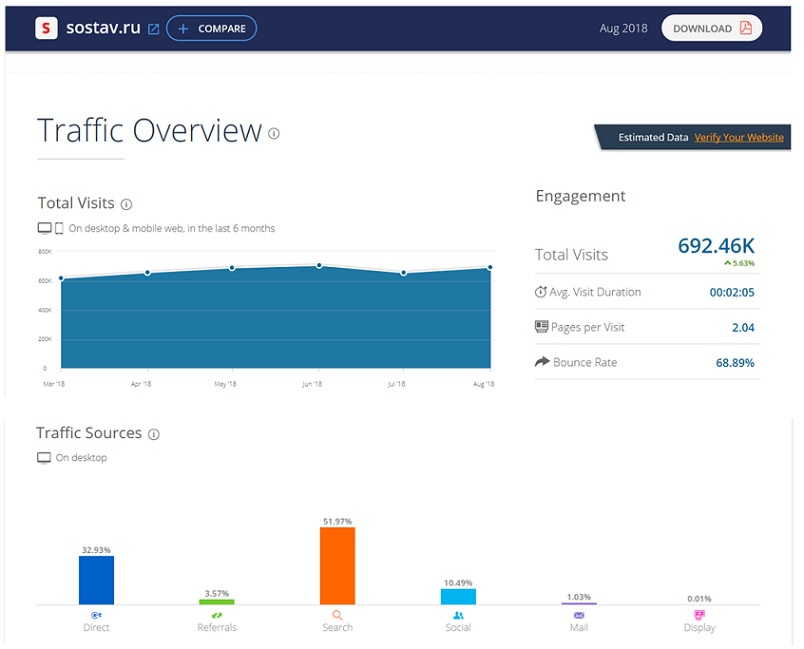 S sostav.ru + COMPARE Aug 2018 DOWNLOAD
Traffic Overview
Estimated Data Verify Your Website
Total Visits
On desktop & mobile web, in the last 6 months
800K
600K
400K
200K
0
Mar '18 Apr '18 May '18 Jun '18 Jul '18 Aug '18
Engagement
Total Visits 692.46K
5.63%
Avg. Visit Duration 00:02:05
Pages per Visit 2.04
Bounce Rate 68.89%
Traffic Sources
On desktop
32.93% 3.57% 51.97% 10.49% 1.03% 0.01%
Direct Referrals Search Social Mail Display